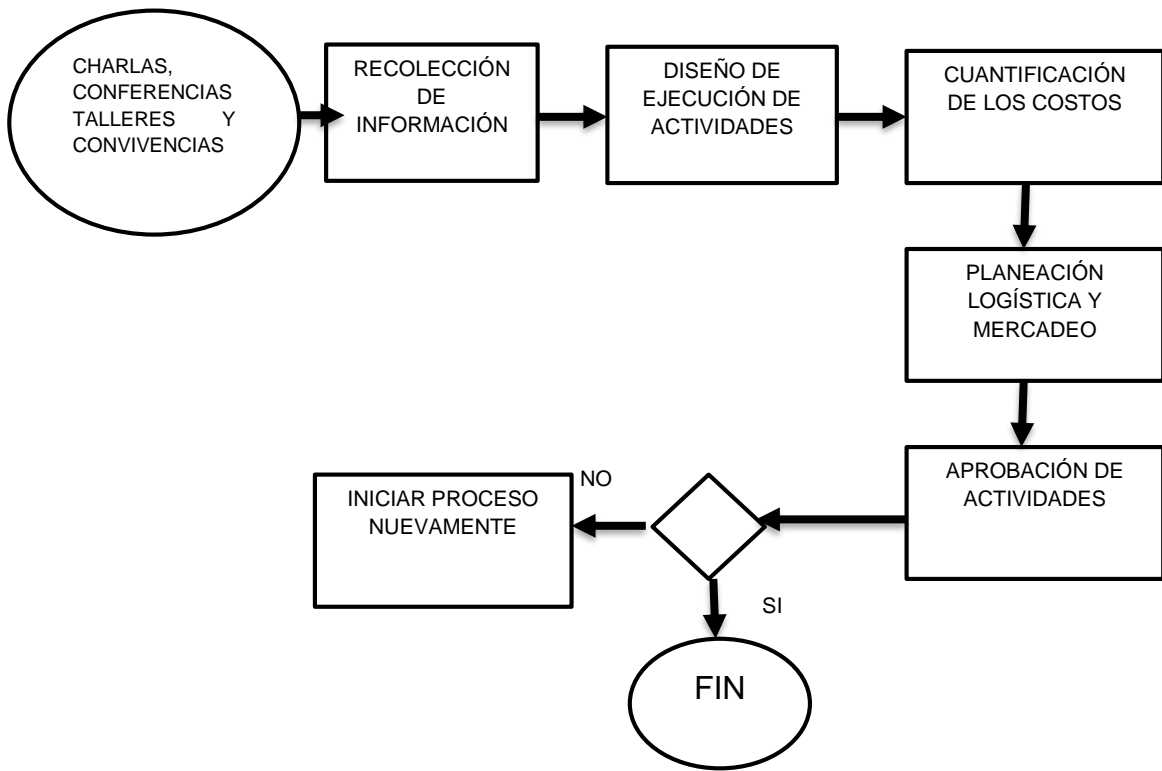 CHARLAS,
CONFERENCIAS
TALLERES Y
CONVIVENCIAS
RECOLECCIÓN
DE
INFORMACIÓN
DISEÑO DE
EJECUCIÓN DE
ACTIVIDADES
CUANTIFICACIÓN
DE LOS COSTOS
PLANEACIÓN
LOGÍSTICA Y
MERCADEO
APROBACIÓN DE
ACTIVIDADES
NO
INICIAR PROCESO
NUEVAMENTE
SI
FIN